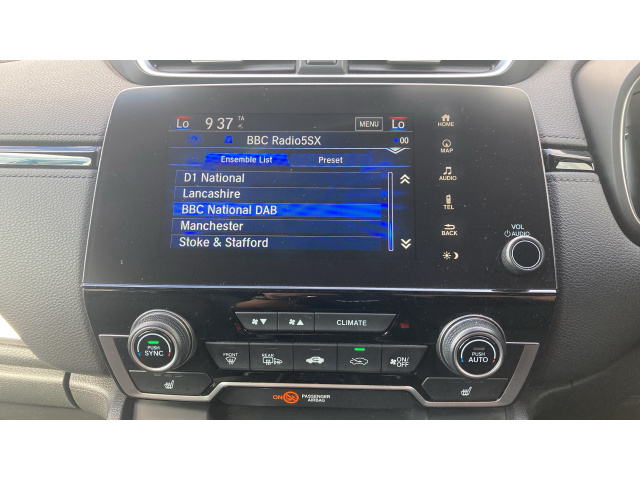 Lo 9 37 TA MENU Lo
BBC Radio5SX 00
Ensemble List Preset
D1 National
Lancashire
BBC National DAB
Manchester
Stoke & Stafford
HOME
MAP
AUDIO
TEL
BACK
VOL
AUDIO
CLIMATE
PUSH
SYNC
FRONT
REAR
ON/
OFF
PUSH
AUTO
ON PASSENGER
AIRBAG